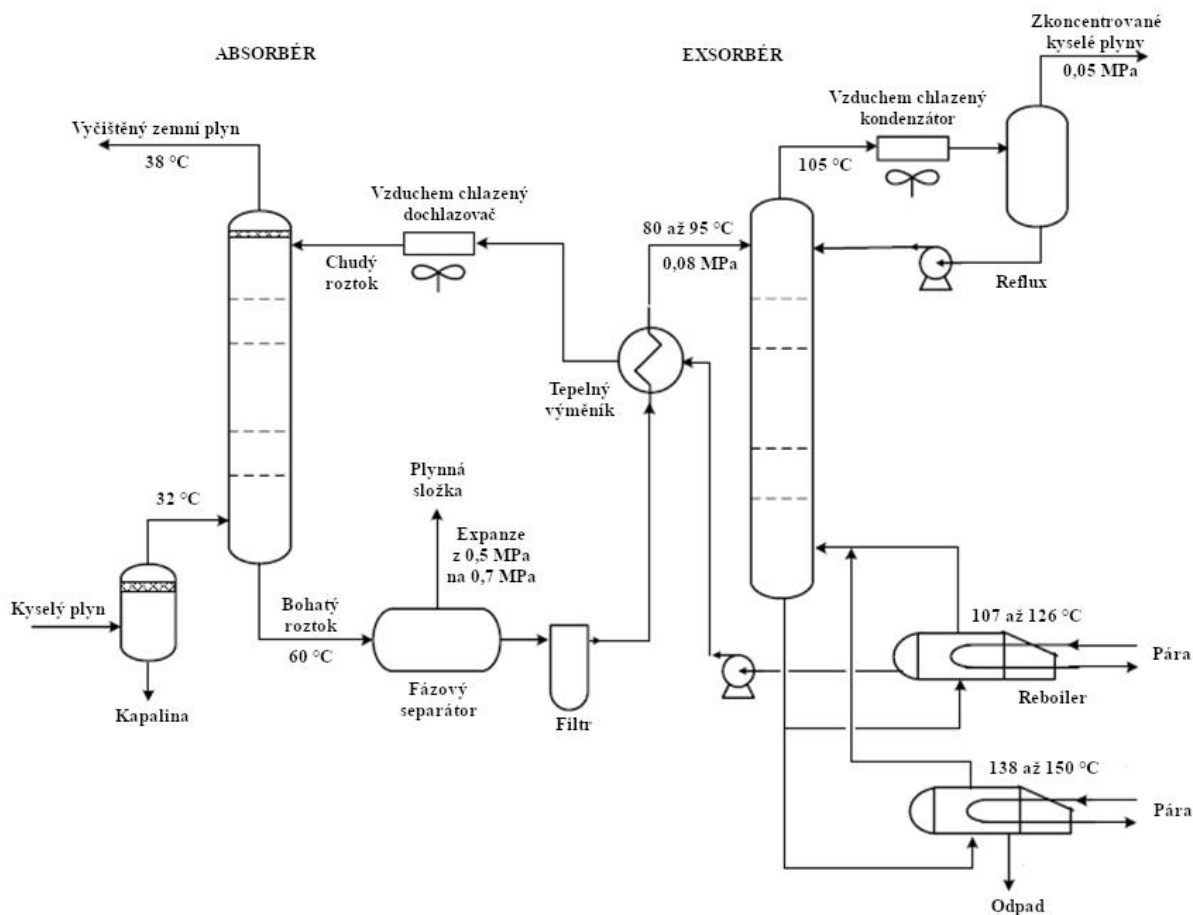 ABSORBÉR
EXSORBÉR
Zkoncentrované
kyselé plyny
0,05 MPa
Vzduchem chlazený
kondenzátor
Vyčištěný zemní plyn
38 °C
105 °C
Vzduchem chlazený
dochlazovač
80 až 95 °C
0,08 MPa
Chudý
roztok
Reflux
Tepelný
výměník
Plynná
složka
32 °C
Expanze
z 0,5 MPa
na 0,7 MPa
Kyselý plyn
Bohatý
roztok
60 °C
107 až 126 °C
Pára
Reboiler
Fázový
separátor
Filtr
Kapalina
138 až 150 °C
Pára
Odpad